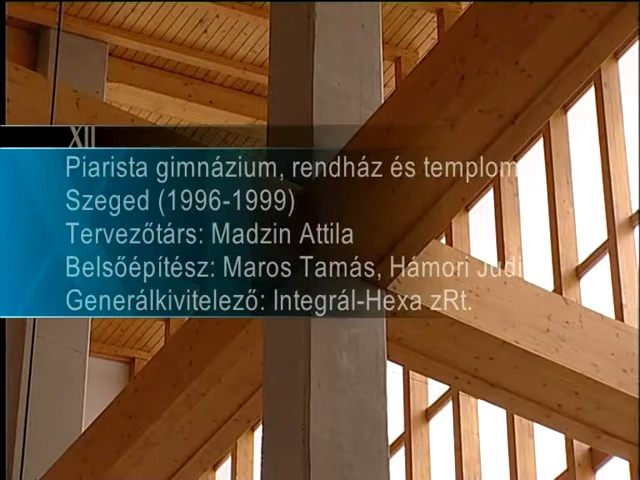 XII
Piarista gimnázium, rendház és templom
Szeged (1996-1999)
Tervezőtárs: Madzin Attila
Belsőépítész: Maros Tamás, Hámori Judi
Generálkivitelező: Integrál-Hexa zRt.